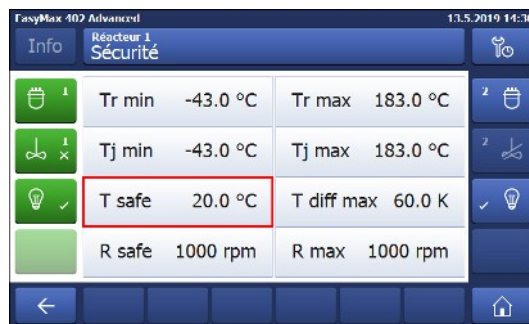 EasyMax 402 Advanced 13.5.2019 14:30
Info
Réacteur 1
Sécurité
1
Tr min -43.0 °C Tr max 183.0 °C
2
1
Tj min -43.0 °C Tj max 183.0 °C
2
T safe 20.0 °C T diff max 60.0 K
R safe 1000 rpm R max 1000 rpm